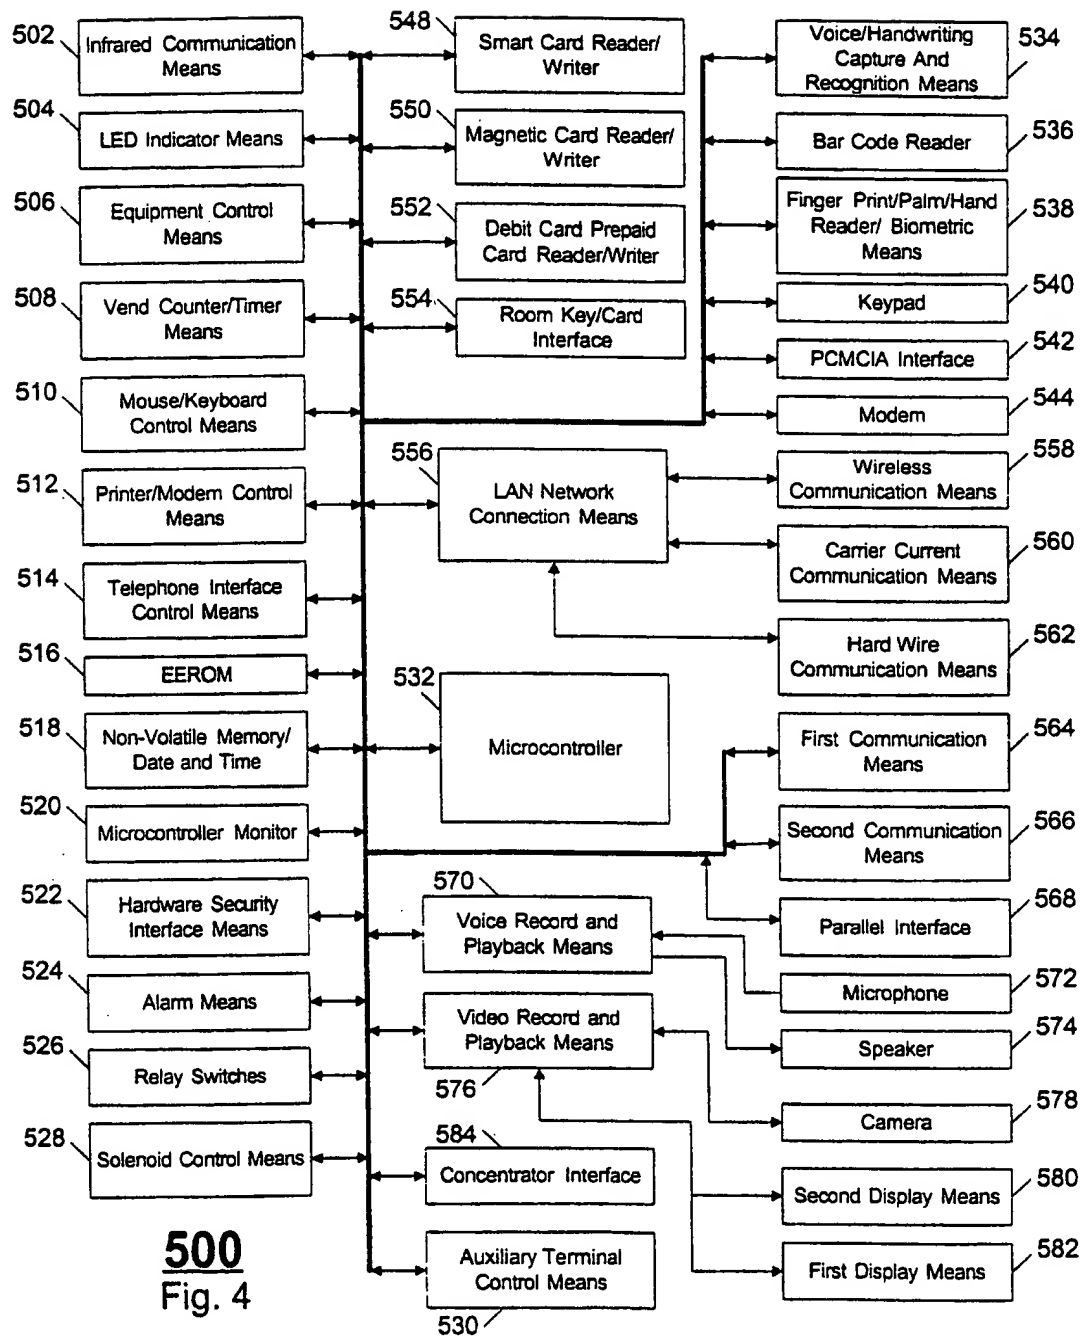 502
Infrared Communication
Means
504
LED Indicator Means
506
Equipment Control
Means
508
Vend Counter/Timer
Means
510
Mouse/Keyboard
Control Means
512
Printer/Modem Control
Means
514
Telephone Interface
Control Means
516
EEROM
518
Non-Volatile Memory/
Date and Time
520
Microcontroller Monitor
522
Hardware Security
Interface Means
524
Alarm Means
526
Relay Switches
528
Solenoid Control Means
548
Smart Card Reader/
Writer
550
Magnetic Card Reader/
Writer
552
Debit Card Prepaid
Card Reader/Writer
554
Room Key/Card
Interface
556
LAN Network
Connection Means
532
Microcontroller
570
Voice Record and
Playback Means
Video Record and
Playback Means
576
584
Concentrator Interface
Auxiliary Terminal
Control Means
530
Voice/Handwriting
Capture And
Recognition Means
534
Bar Code Reader
536
Finger Print/Palm/Hand
Reader/ Biometric
Means
538
Keypad
540
PCMCIA Interface
542
Modem
544
Wireless
Communication Means
558
Carrier Current
Communication Means
560
Hard Wire
Communication Means
562
First Communication
Means
564
Second Communication
Means
566
Parallel Interface
568
Microphone
572
Speaker
574
Camera
578
Second Display Means
580
First Display Means
582
500
Fig. 4